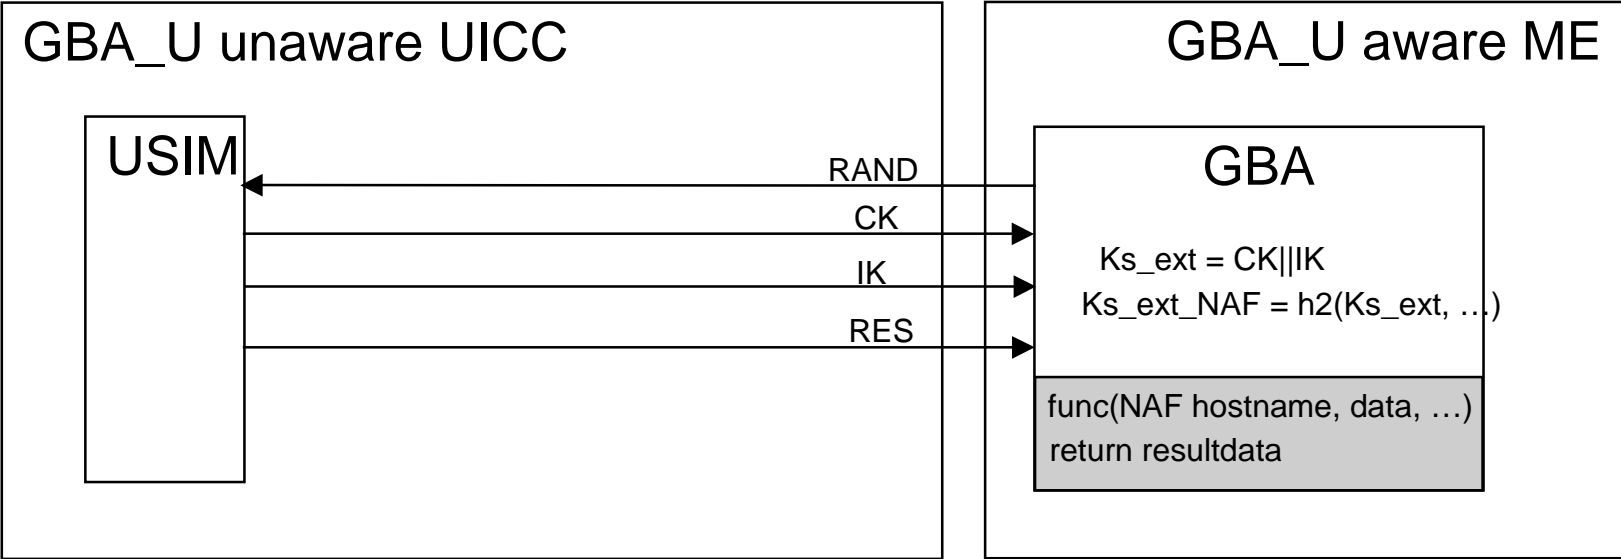 GBA_U unaware UICC
GBA_U aware ME
USIM
GBA
RAND
CK
IK
RES
Ks_ext = CK||IK
Ks_ext_NAF = h2(Ks_ext, …)
func(NAF hostname, data, …)
return resultdata